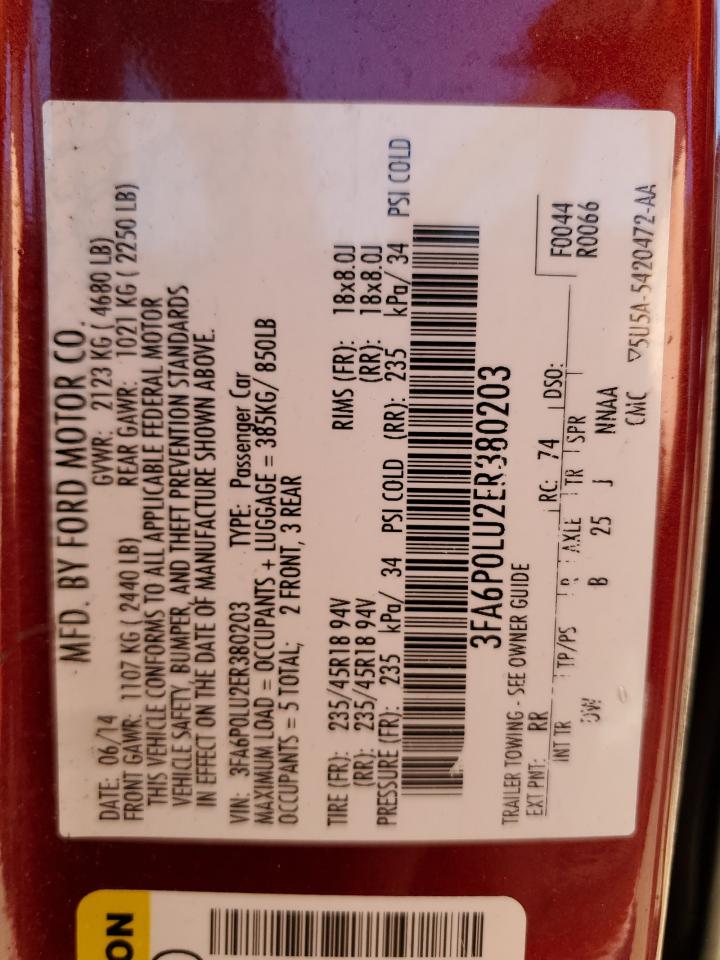 MFD. BY FORD MOTOR CO.
DATE: 06/14 GVWR: 2123 KG ( 4680 LB)
FRONT GAWR: 1107 KG ( 2440 LB) REAR GAWR: 1021 KG ( 2250 LB)
THIS VEHICLE CONFORMS TO ALL APPLICABLE FEDERAL MOTOR
VEHICLE SAFETY, BUMPER, AND THEFT PREVENTION STANDARDS
IN EFFECT ON THE DATE OF MANUFACTURE SHOWN ABOVE.
VIN: 3FA6P0LU2ER380203 TYPE: Passenger Car
MAXIMUM LOAD = OCCUPANTS + LUGGAGE = 385KG/ 850LB
OCCUPANTS = 5 TOTAL; 2 FRONT, 3 REAR
TIRE (FR): 235/45R18 94V RIMS (FR): 18x8.0J
(RR): 235/45R18 94V (RR): 18x8.0J
PRESSURE (FR): 235 kPa/ 34 PSI COLD (RR): 235 kPa/ 34 PSI COLD
3FA6P0LU2ER380203
TRAILER TOWING - SEE OWNER GUIDE
EXT PNT: RR RC: 74 DSO: F0044
R0066
INT TR TP/PS R AXLE TR SPR
UW B 25 J NNAA
CMC ▽5U5A-5420472-AA
ON